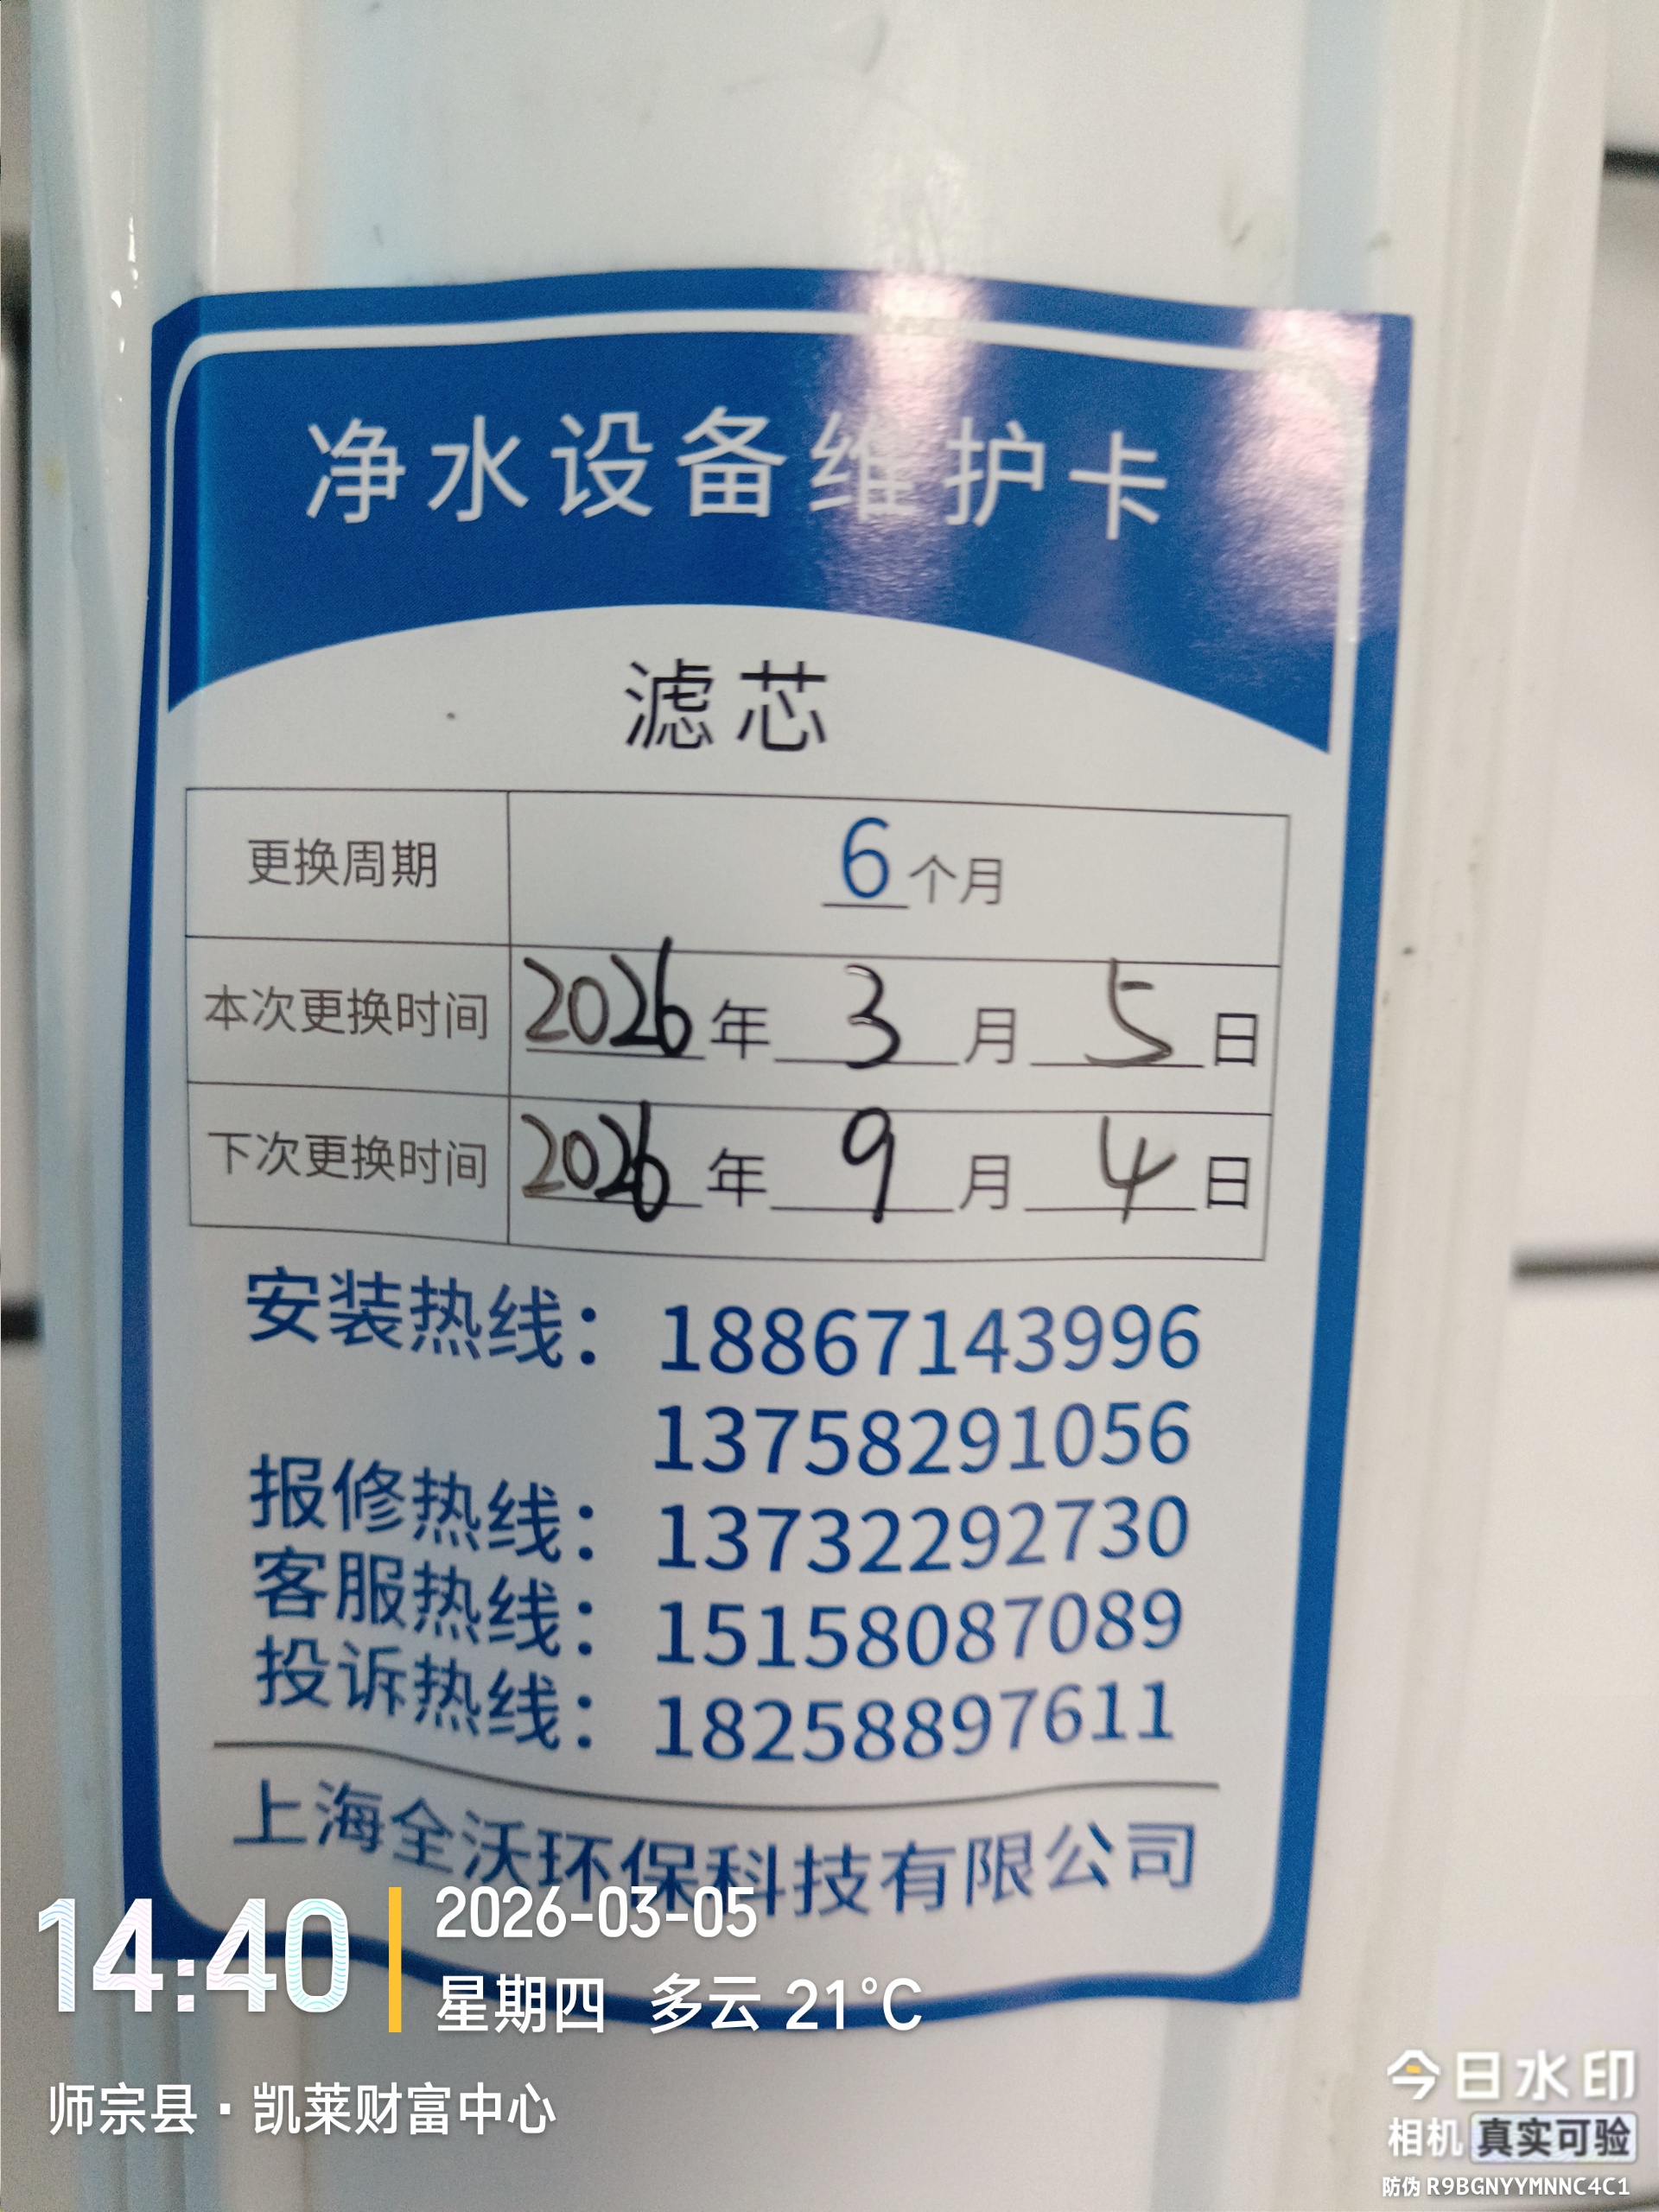 净水设备维护卡
滤芯
更换周期 6个月
本次更换时间 2026年3月5日
下次更换时间 2026年9月4日
安装热线：18867143996
13758291056
报修热线：13732292730
客服热线：15158087089
投诉热线：18258897611
上海全沃环保科技有限公司
14:40
2026-03-05
星期四 多云 21°C
师宗县·凯莱财富中心
今日水印
相机 真实可验
防伪 R9BGNYYMNNC4C1